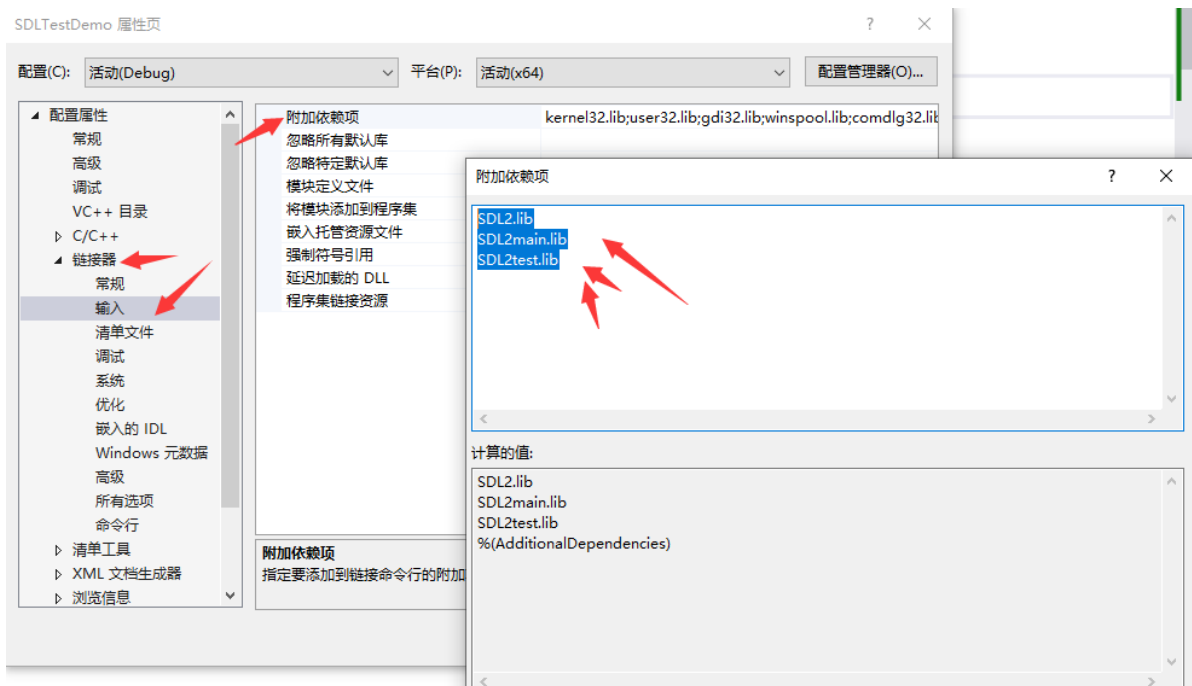 SDLTestDemo 属性页
配置(C): 活动(Debug) 平台(P): 活动(x64) 配置管理器(O)...
配置属性
常规
高级
调试
VC++ 目录
C/C++
链接器
常规
输入
清单文件
调试
系统
优化
嵌入的 IDL
Windows 元数据
高级
所有选项
命令行
清单工具
XML 文档生成器
浏览信息
附加依赖项 kernel32.lib;user32.lib;gdi32.lib;winspool.lib;comdlg32.lib
忽略所有默认库
忽略特定默认库
模块定义文件
将模块添加到程序集
嵌入托管资源文件
强制符号引用
延迟加载的 DLL
程序集链接资源
附加依赖项
指定要添加到链接命令行的附加
附加依赖项
SDL2.lib
SDL2main.lib
SDL2test.lib
计算的值:
SDL2.lib
SDL2main.lib
SDL2test.lib
%(AdditionalDependencies)